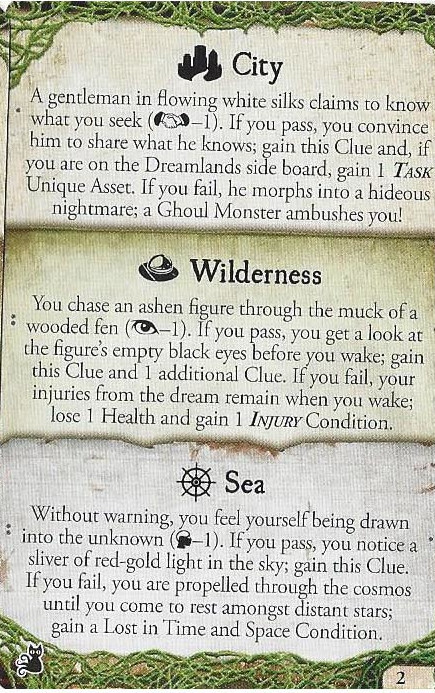 City
A gentleman in flowing white silks claims to know
what you seek (–1). If you pass, you convince
him to share what he knows; gain this Clue and, if
you are on the Dreamlands side board, gain 1 TASK
Unique Asset. If you fail, he morphs into a hideous
nightmare; a Ghoul Monster ambushes you!
Wilderness
You chase an ashen figure through the muck of a
wooded fen (–1). If you pass, you get a look at
the figure's empty black eyes before you wake; gain
this Clue and 1 additional Clue. If you fail, your
injuries from the dream remain when you wake;
lose 1 Health and gain 1 INJURY Condition.
Sea
Without warning, you feel yourself being drawn
into the unknown (–1). If you pass, you notice a
sliver of red-gold light in the sky; gain this Clue.
If you fail, you are propelled through the cosmos
until you come to rest amongst distant stars;
gain a Lost in Time and Space Condition.
2